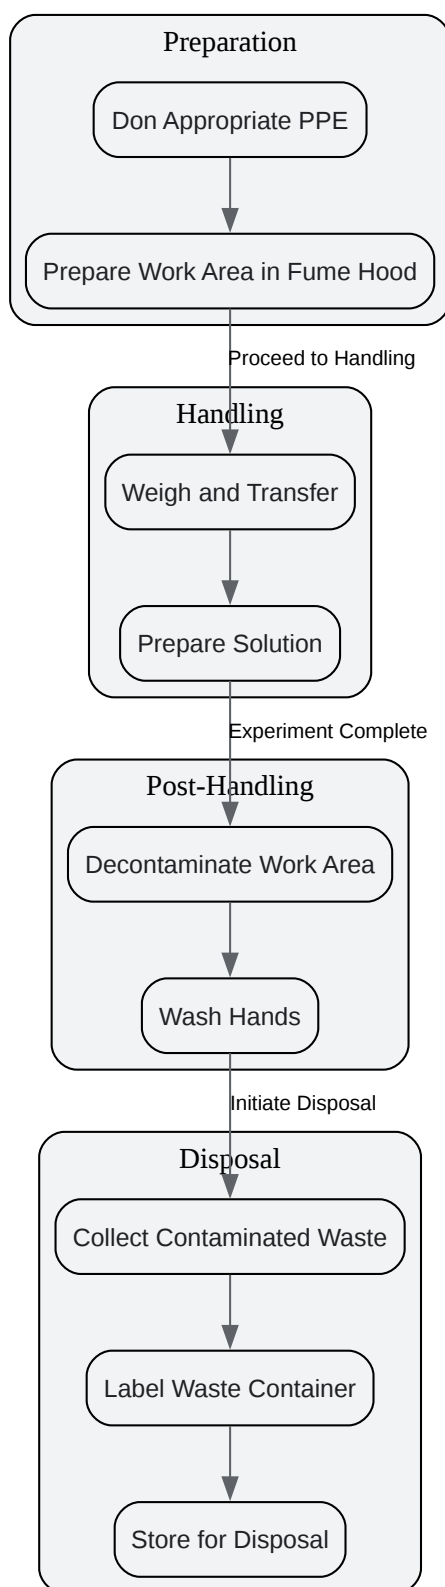 Preparation
Don Appropriate PPE
Prepare Work Area in Fume Hood
Proceed to Handling
Handling
Weigh and Transfer
Prepare Solution
Experiment Complete
Post-Handling
Decontaminate Work Area
Wash Hands
Initiate Disposal
Disposal
Collect Contaminated Waste
Label Waste Container
Store for Disposal